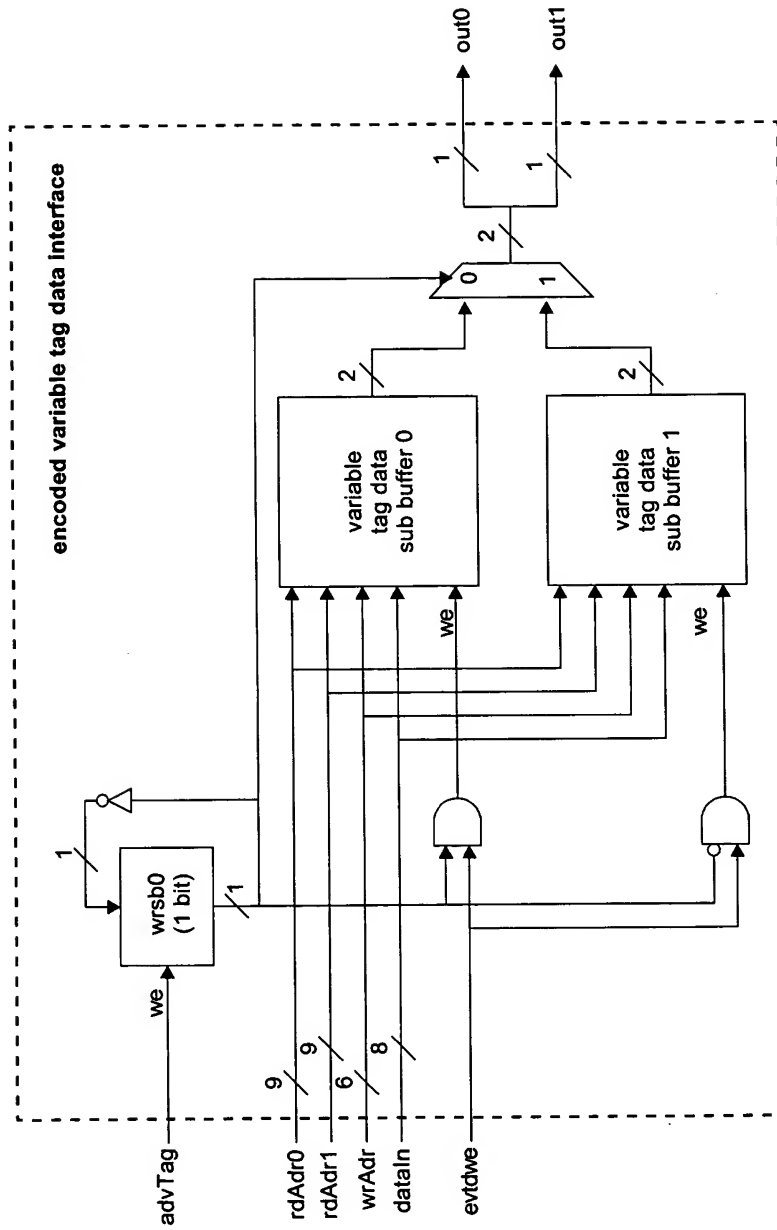 encoded variable tag data interface
advTag
we
wrsb0
(1 bit)
1
1
rdAdr0
9
rdAdr1
9
wrAdr
6
dataIn
8
evtdwe
we
variable
tag data
sub buffer 0
2
we
variable
tag data
sub buffer 1
2
0
1
2
1
out0
1
out1